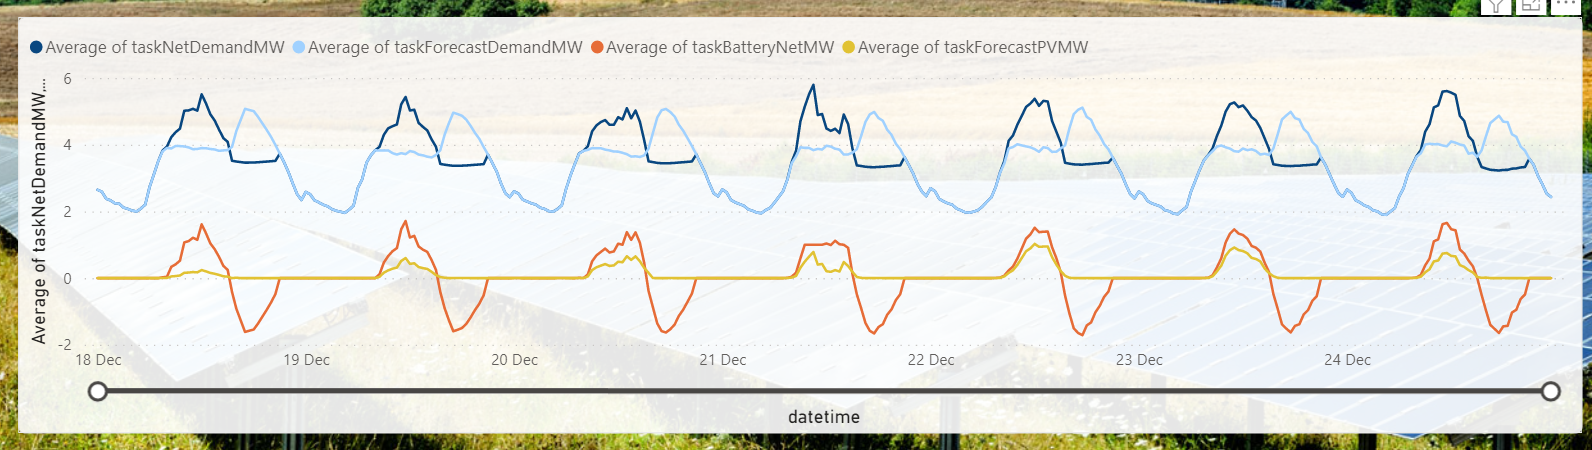 Average of taskNetDemandMW Average of taskForecastDemandMW Average of taskBatteryNetMW Average of taskForecastPVMW
Average of taskNetDemandMW,...
6
4
2
0
-2
18 Dec 19 Dec 20 Dec 21 Dec 22 Dec 23 Dec 24 Dec
datetime